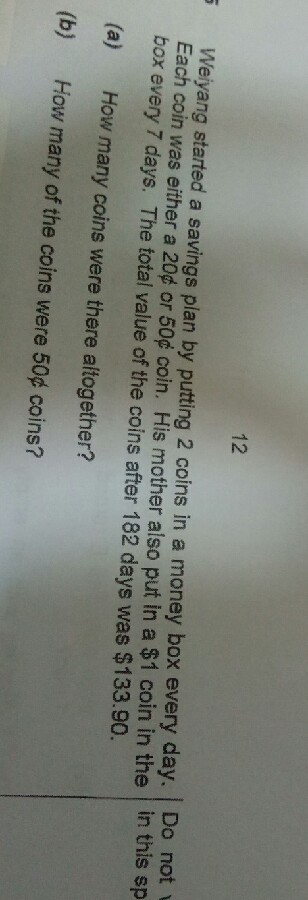 12
5 Weiyang started a savings plan by putting 2 coins in a money box every day. Do not
Each coin was either a 20¢ or 50¢ coin. His mother also put in a $1 coin in the in this sp
box every 7 days. The total value of the coins after 182 days was $133.90.
(a) How many coins were there altogether?
(b) How many of the coins were 50¢ coins?